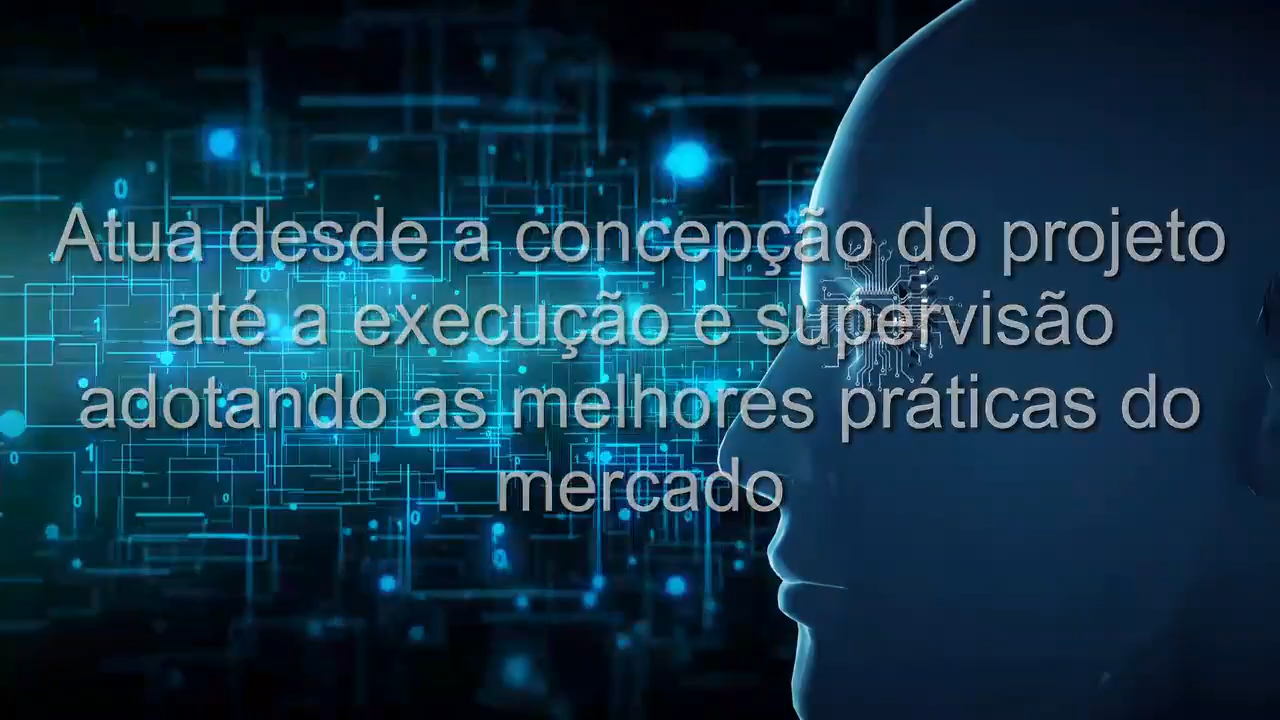 Atua desde a concepção do projeto
até a execução e supervisão
adotando as melhores práticas do
mercado